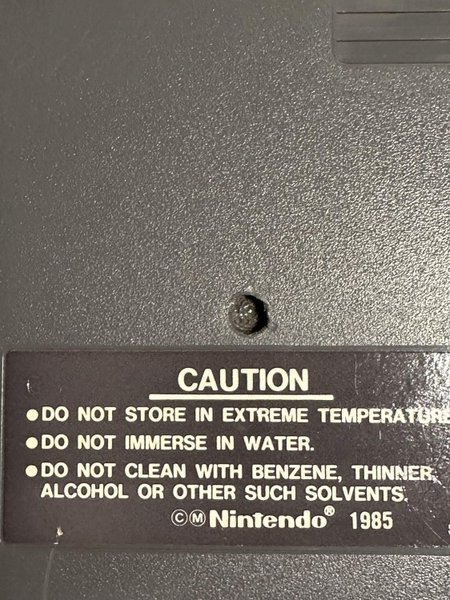 CAUTION
●DO NOT STORE IN EXTREME TEMPERATURE
●DO NOT IMMERSE IN WATER.
●DO NOT CLEAN WITH BENZENE, THINNER,
ALCOHOL OR OTHER SUCH SOLVENTS.
©Ⓜ Nintendo® 1985